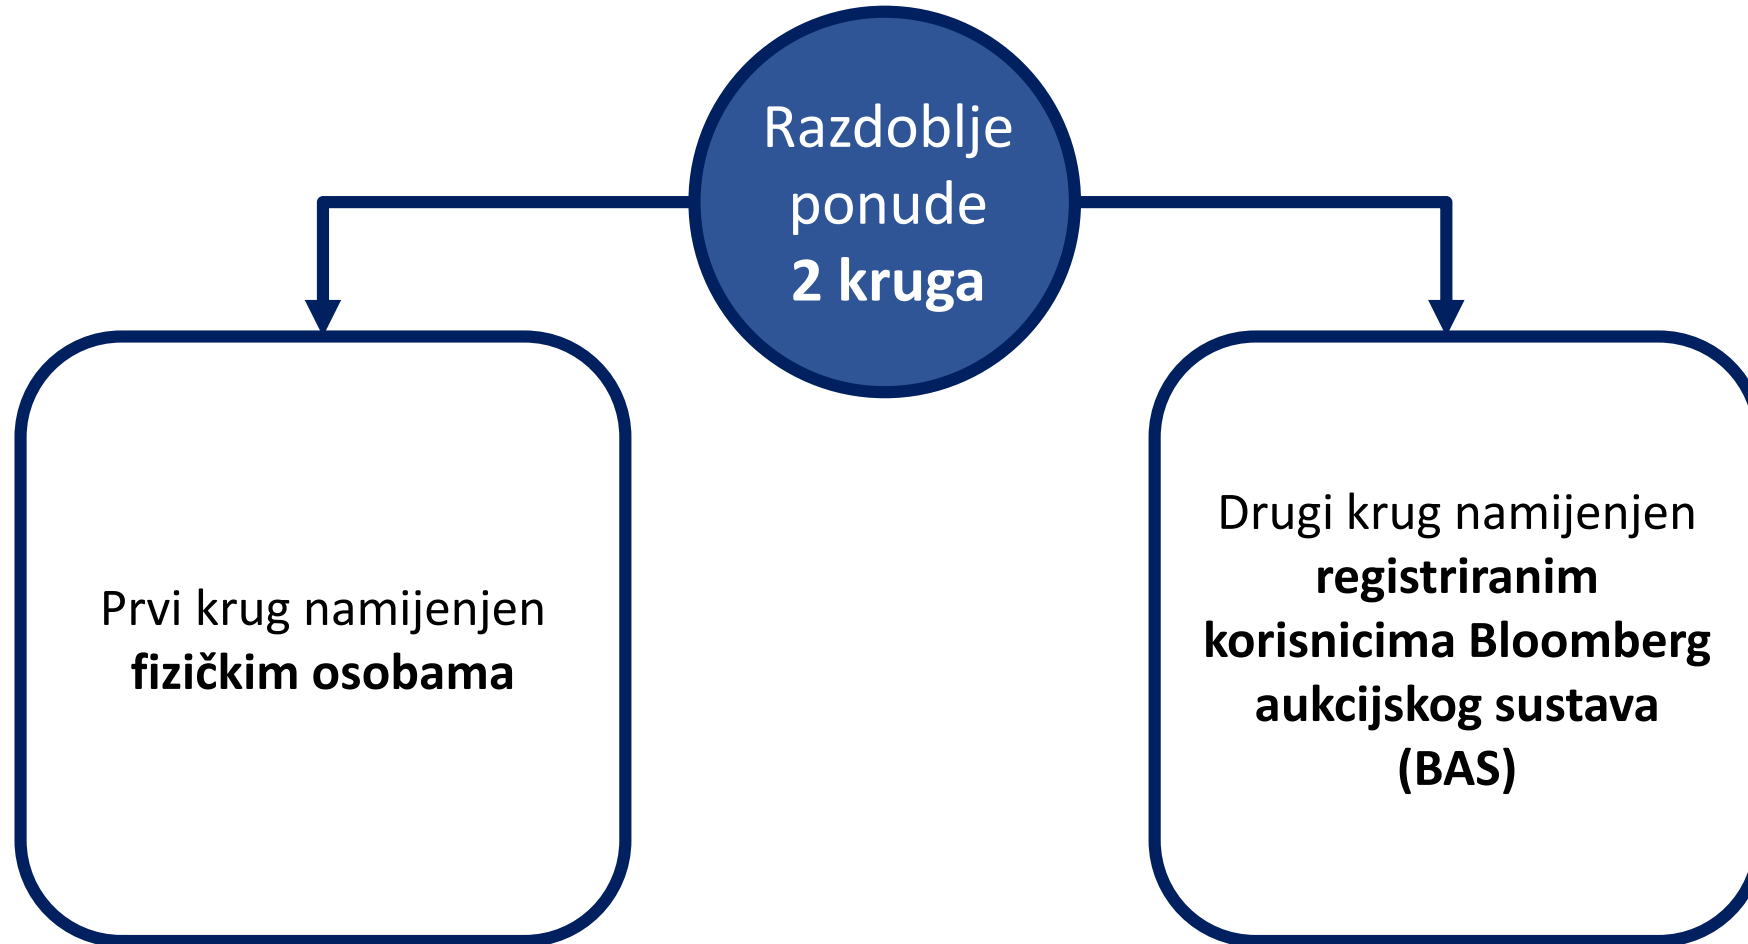 Razdoblje
ponude
2 kruga
Prvi krug namijenjen
fizičkim osobama
Drugi krug namijenjen
registriranim
korisnicima Bloomberg
aukcijskog sustava
(BAS)